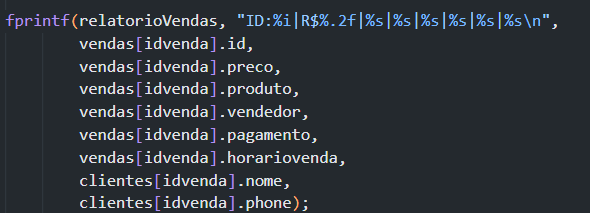 fprintf(relatorioVendas, "ID:%i|R$%.2f|%s|%s|%s|%s|%s|%s\n",
vendas[idvenda].id,
vendas[idvenda].preco,
vendas[idvenda].produto,
vendas[idvenda].vendedor,
vendas[idvenda].pagamento,
vendas[idvenda].horariovenda,
clientes[idvenda].nome,
clientes[idvenda].phone);